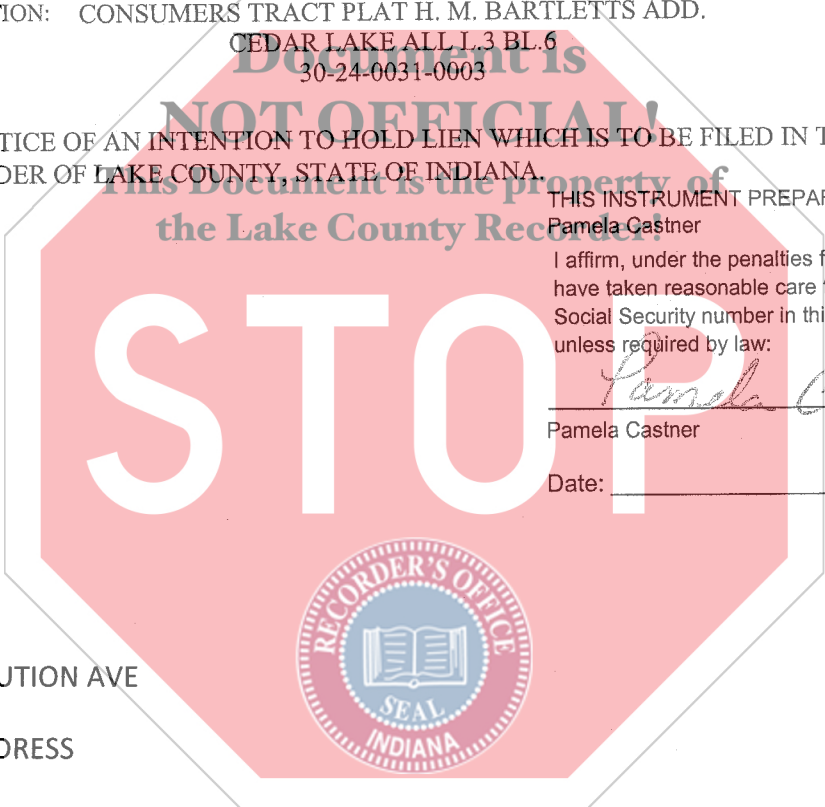 TION: CONSUMERS TRACT PLAT H. M. BARTLETTS ADD.
CEDAR LAKE ALL L.3 BL.6
30-24-0031-0003
Document is
NOT OFFICIAL!
TICE OF AN INTENTION TO HOLD LIEN WHICH IS TO BE FILED IN T
DER OF LAKE COUNTY, STATE OF INDIANA.
This Document is the property of
the Lake County Recorder!
THIS INSTRUMENT PREPAR
Pamela Castner
I affirm, under the penalties f
have taken reasonable care
Social Security number in thi
unless required by law:
Pamela C
Pamela Castner
Date:
STOP
RECORDER'S OFFICE
SEAL
INDIANA
UTION AVE
DRESS